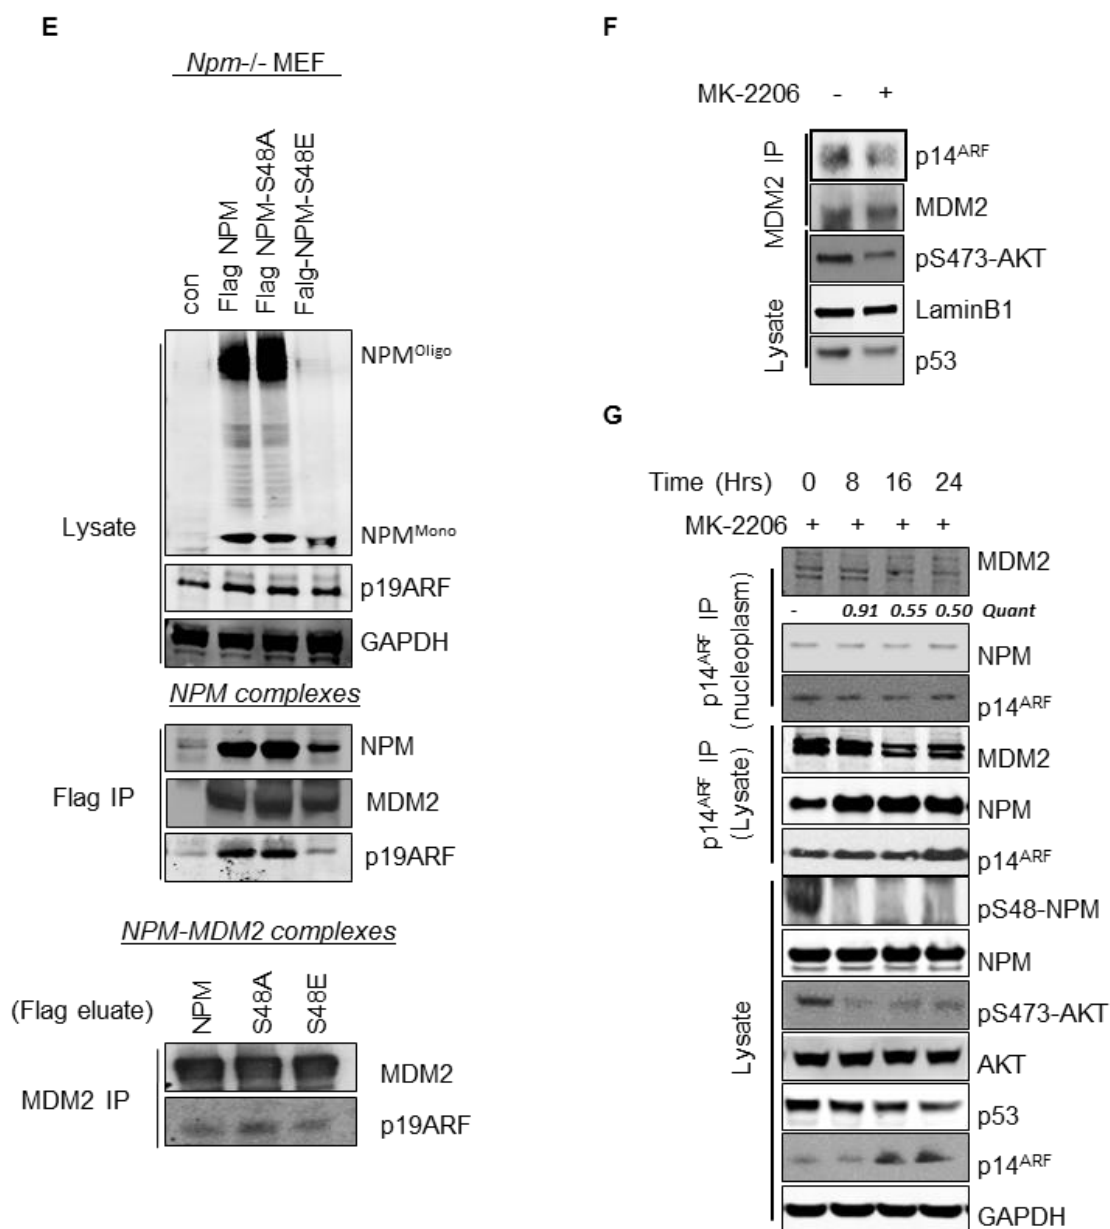 E
Npm-/- MEF
con
Flag NPM
Flag NPM-S48A
Falg-NPM-S48E
Lysate
NPMOligo
NPMMono
p19ARF
GAPDH
NPM complexes
Flag IP
NPM
MDM2
p19ARF
NPM-MDM2 complexes
(Flag eluate)
NPM
S48A
S48E
MDM2 IP
MDM2
p19ARF
F
MK-2206 - +
MDM2 IP
p14ARF
MDM2
Lysate
pS473-AKT
LaminB1
p53
G
Time (Hrs) 0 8 16 24
MK-2206 + + + +
p14ARF IP
(nucleoplasm)
MDM2
- 0.91 0.55 0.50 Quant
NPM
p14ARF
p14ARF IP
(Lysate)
MDM2
NPM
p14ARF
Lysate
pS48-NPM
NPM
pS473-AKT
AKT
p53
p14ARF
GAPDH